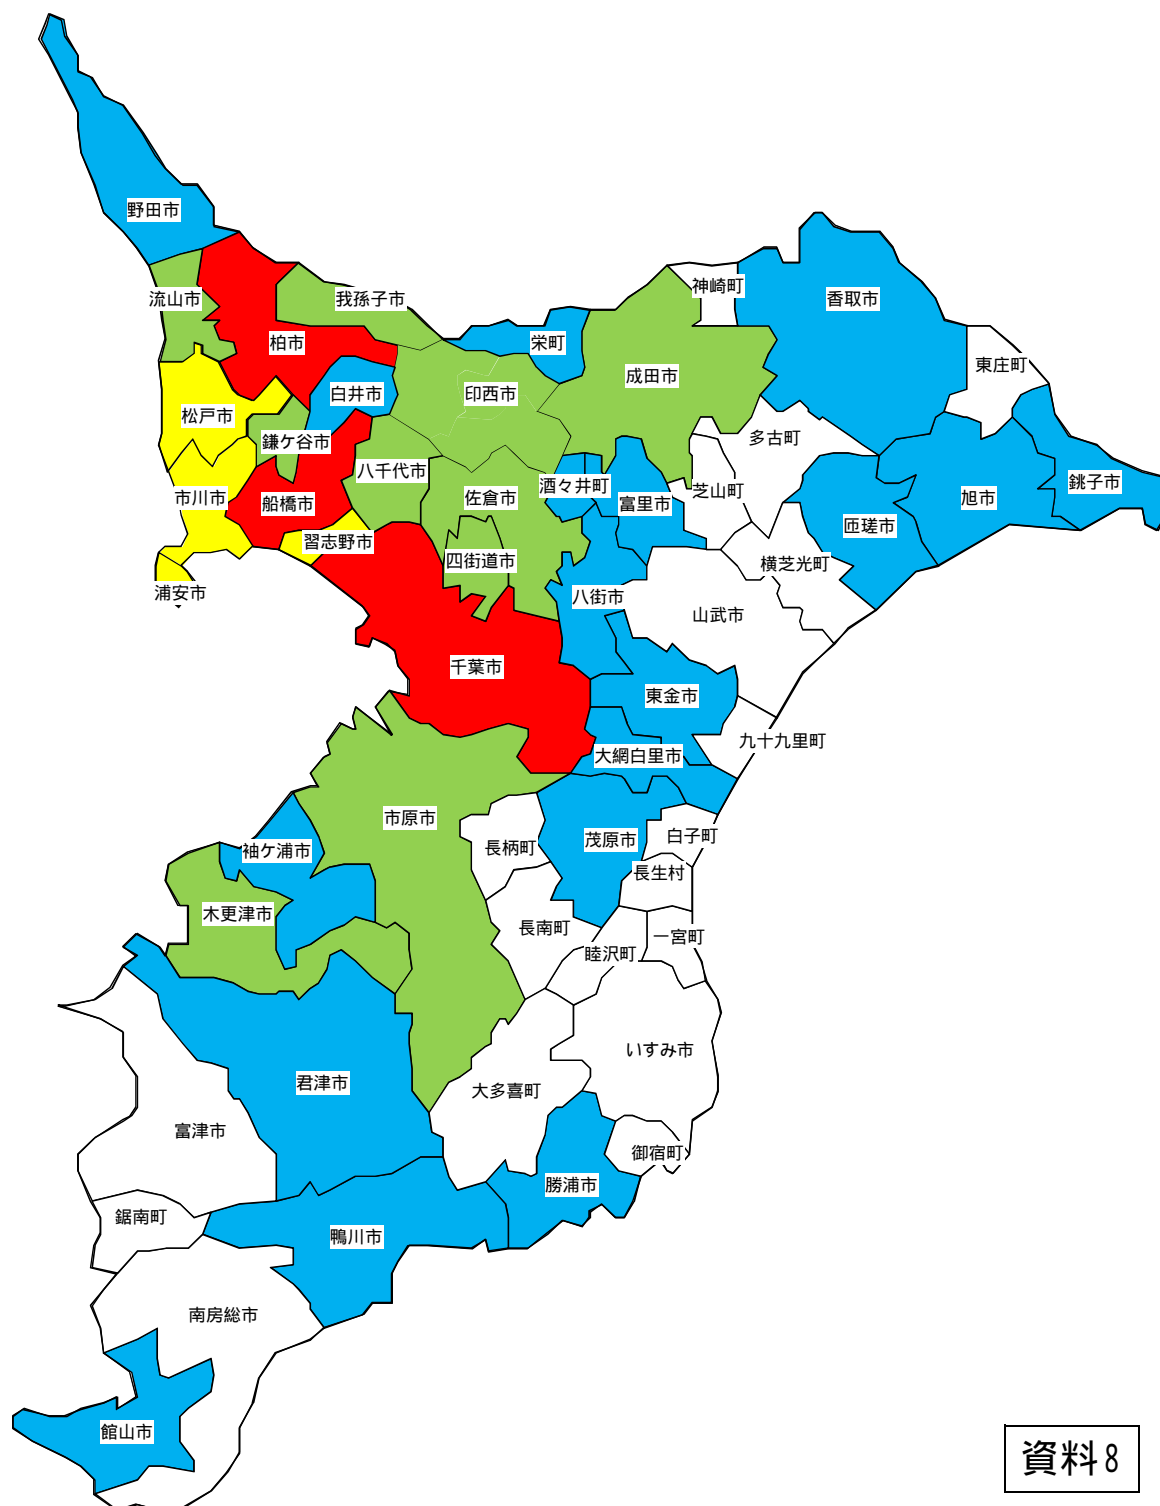 野田市
流山市
我孫子市
神崎町
香取市
柏市
栄町
東庄町
成田市
白井市
印西市
松戸市
鎌ケ谷市
多古町
八千代市
酒々井町
銚子市
市川市
佐倉市
芝山町
旭市
船橋市
富里市
匝瑳市
習志野市
四街道市
横芝光町
浦安市
八街市
山武市
千葉市
東金市
九十九里町
大網白里市
市原市
白子町
長柄町
茂原市
袖ケ浦市
長生村
木更津市
長南町
一宮町
睦沢町
いすみ市
君津市
大多喜町
富津市
御宿町
勝浦市
鋸南町
鴨川市
南房総市
館山市
資料8